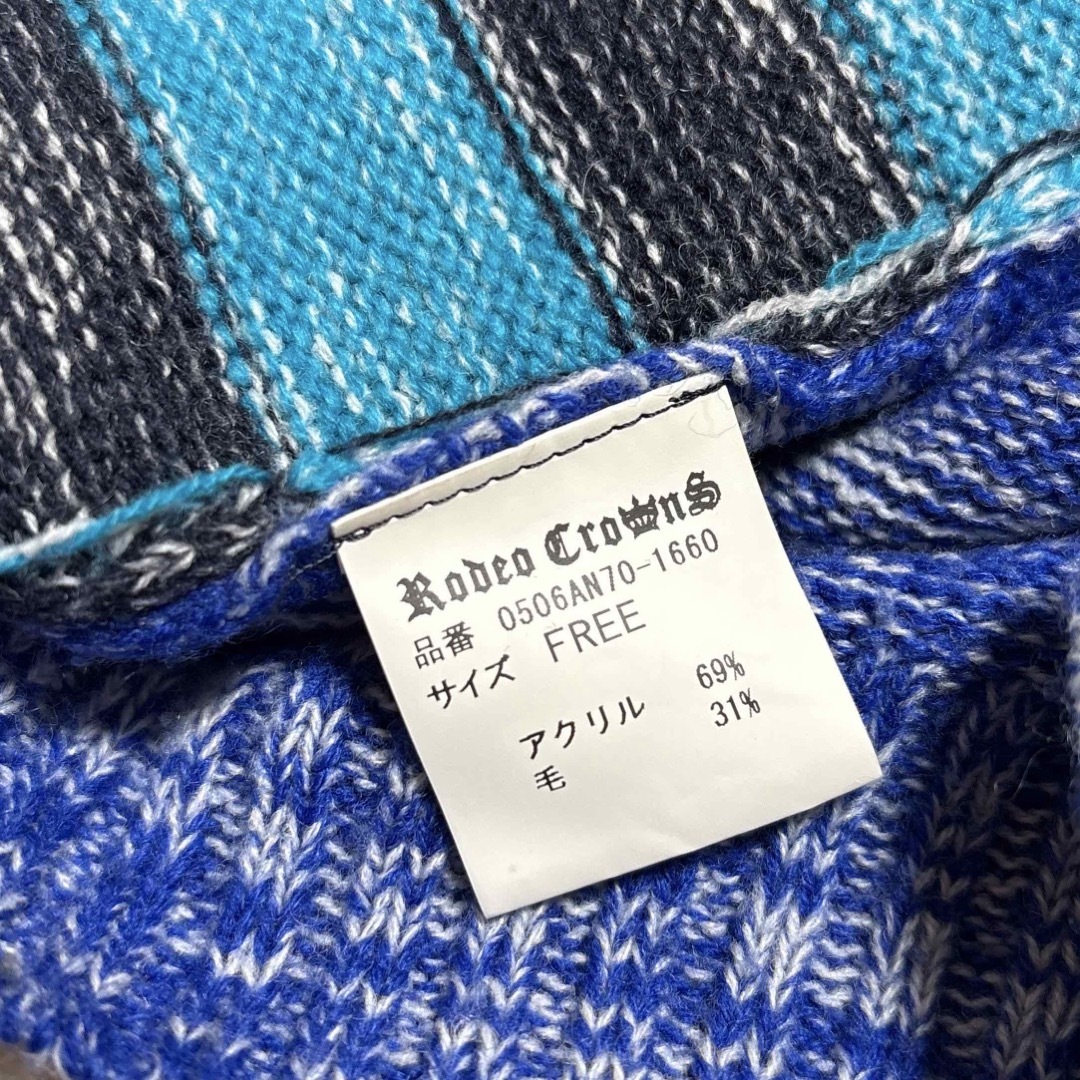 Rodeo Crowns
品番 0506AN70-1660
サイズ FREE
アクリル 69%
毛 31%